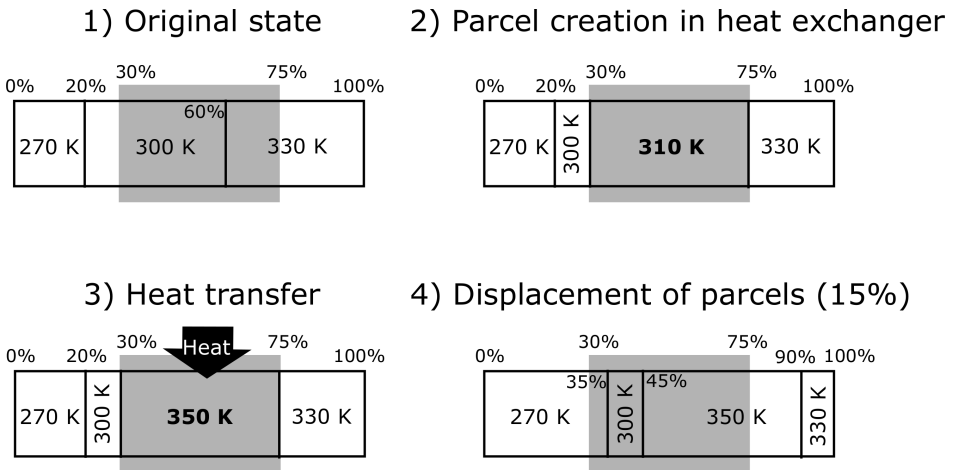 1) Original state
0% 20% 30% 75% 100%
60%
270 K 300 K 330 K
2) Parcel creation in heat exchanger
0% 20% 30% 75% 100%
270 K 300 K 310 K 330 K
3) Heat transfer
0% 20% 30% Heat 75% 100%
270 K 300 K 350 K 330 K
4) Displacement of parcels (15%)
0% 30% 75% 90% 100%
35% 45%
270 K 300 K 350 K 330 K